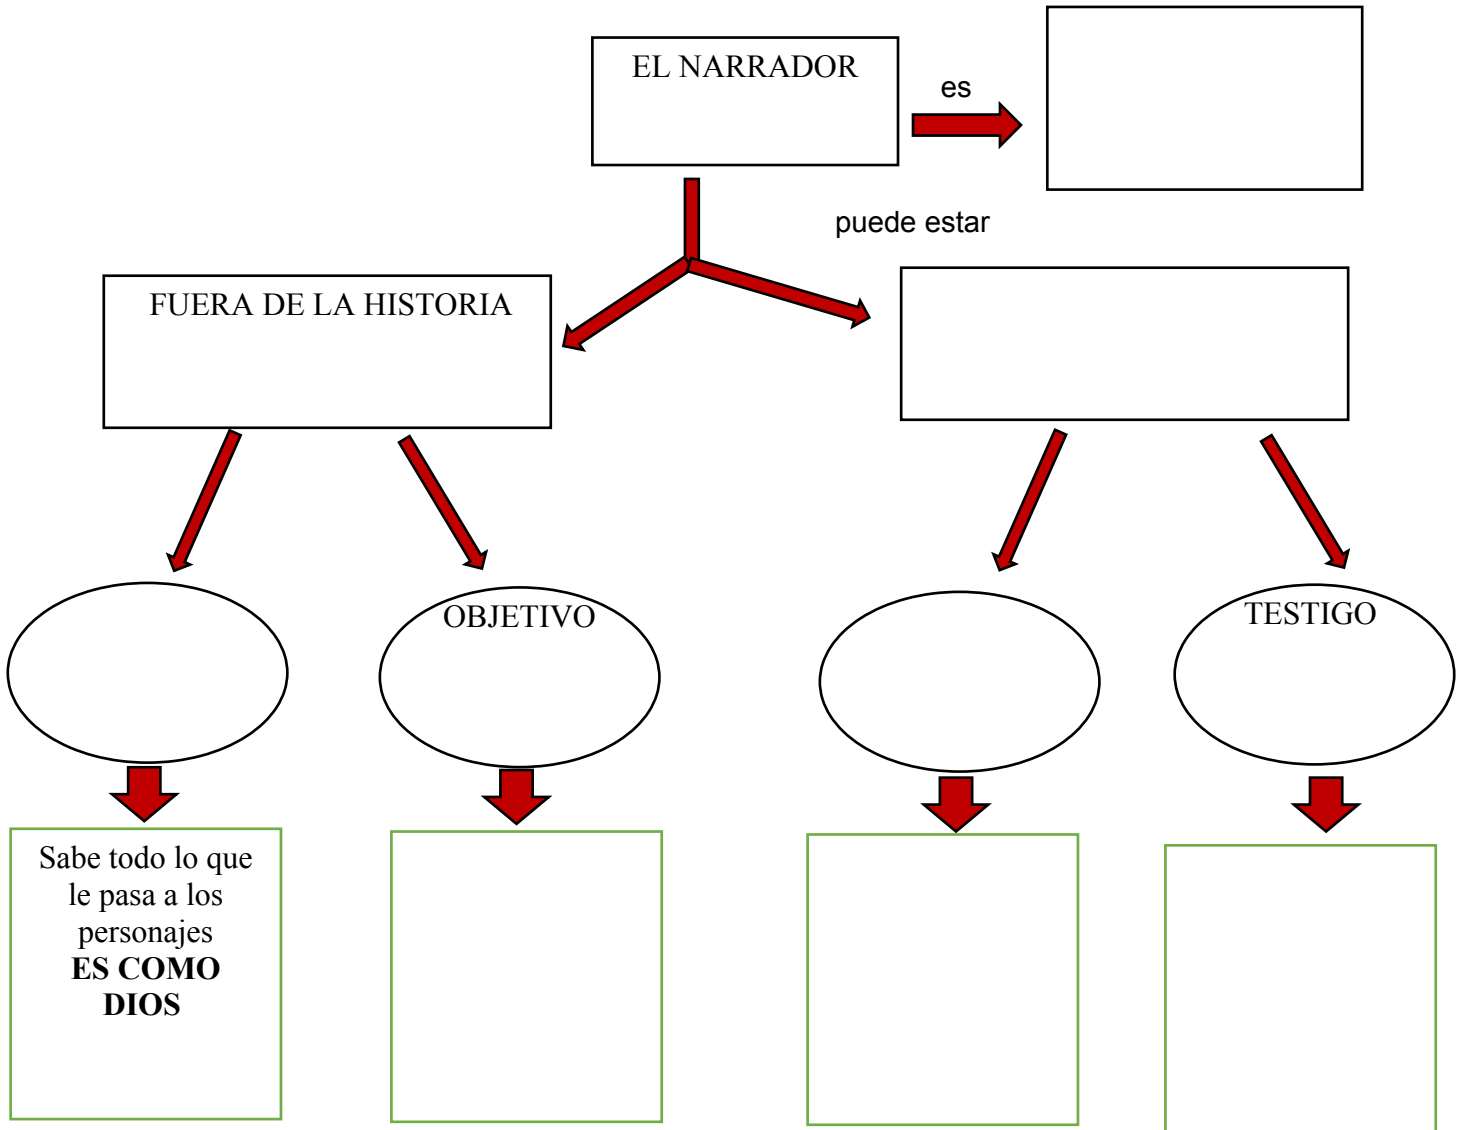 EL NARRADOR
es
puede estar
FUERA DE LA HISTORIA
OBJETIVO
TESTIGO
Sabe todo lo que
le pasa a los
personajes
ES COMO
DIOS